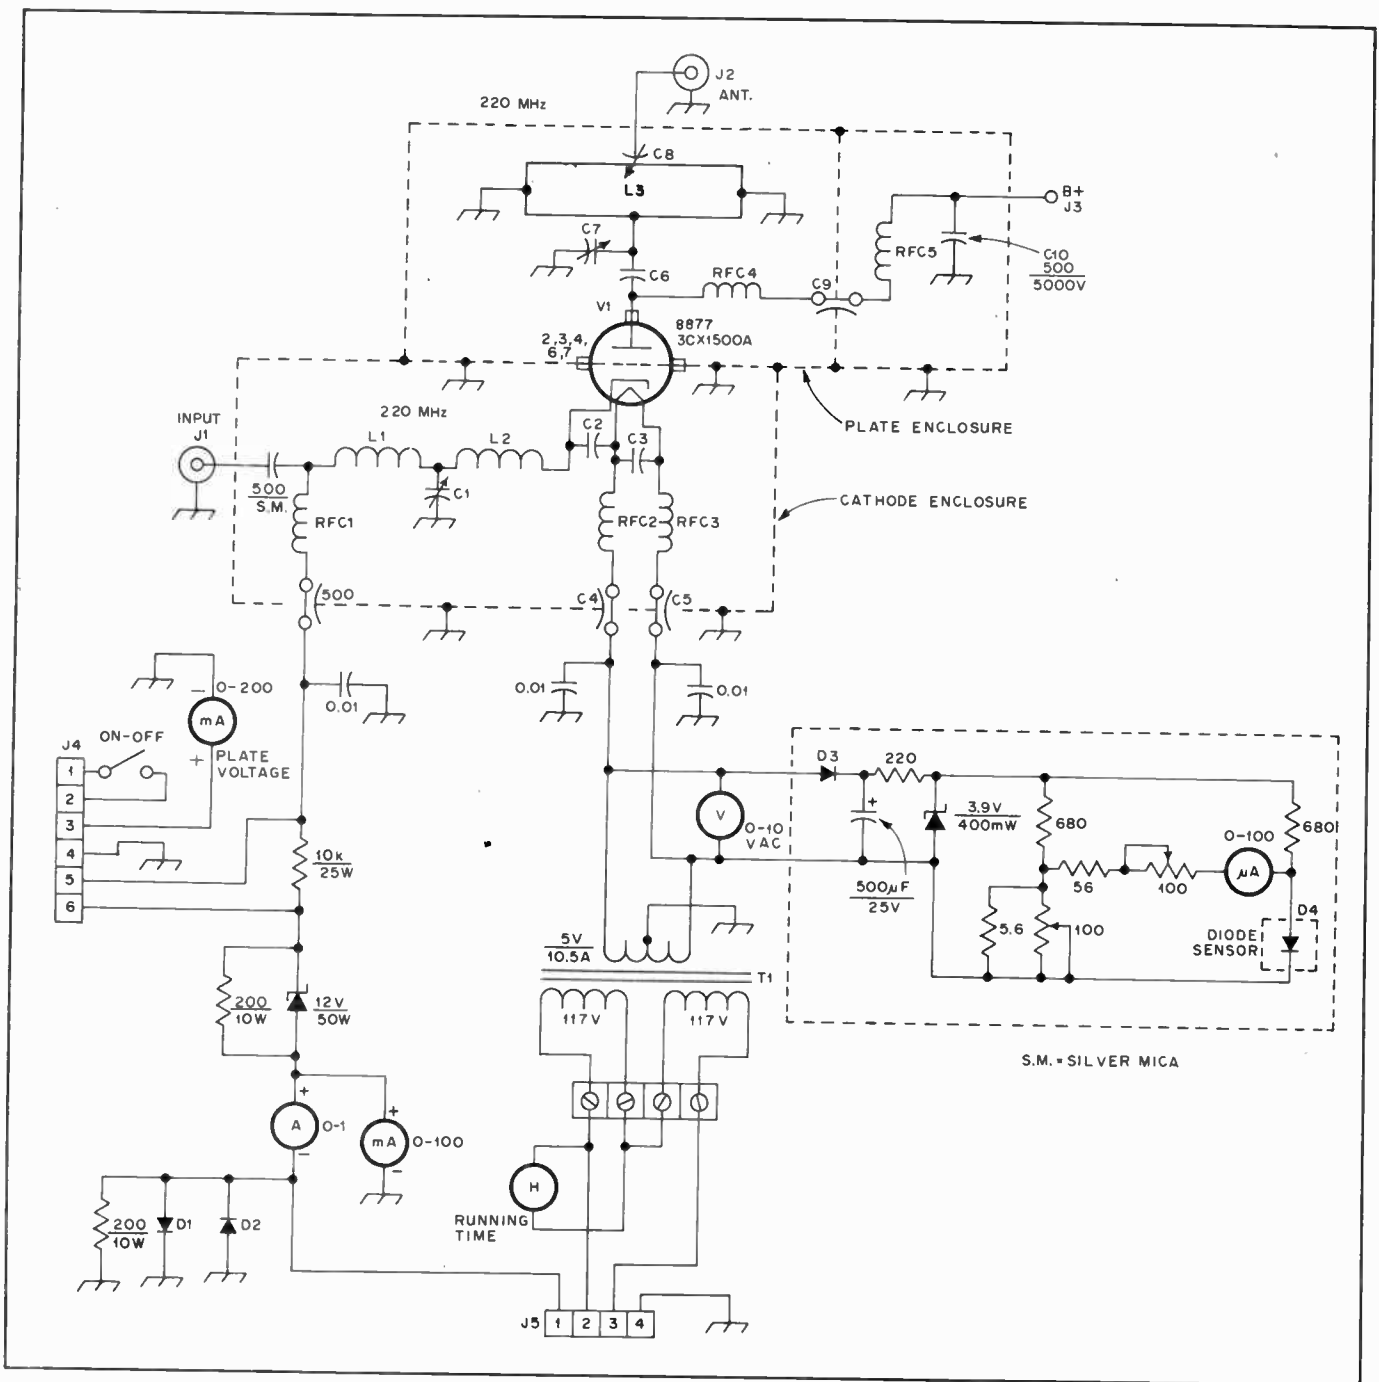 J2
ANT.
220 MHz
C8
L3
B+
J3
C7
RFC5
C10
500
5000V
C6
RFC4
C9
V1
8877
3CX1500A
2,3,4,
6,7
INPUT
J1
220 MHz
L1
L2
C2
C3
PLATE ENCLOSURE
500
S.M.
C1
RFC1
RFC2
RFC3
CATHODE ENCLOSURE
500
C4
C5
0-200
-
mA
+
PLATE
VOLTAGE
0.01
0.01
0.01
J4
ON-OFF
1
2
3
4
5
6
10k
25W
D3
220
+
V
0-10
VAC
3.9V
400mW
680
0-100
680
µA
56
100
500µF
25V
5.6
100
D4
DIODE
SENSOR
5V
10.5A
T1
117V
117V
200
10W
12V
50W
S.M. = SILVER MICA
+
A
0-1
-
+
mA
0-100
-
H
RUNNING
TIME
200
10W
D1
D2
J5
1
2
3
4